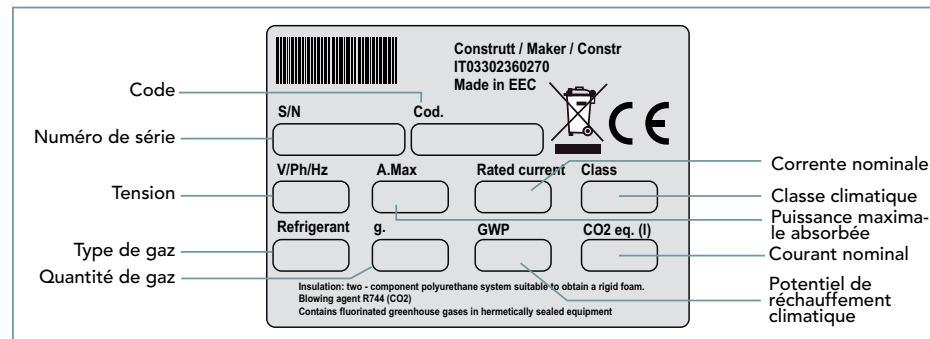 Construtt / Maker / Constr
IT03302360270
Made in EEC
Code
S/N
Cod.
Numéro de série
V/Ph/Hz
A.Max
Rated current
Class
Corrente nominale
Tension
Classe climatique
Puissance maxima-
le absorbée
Refrigerant
g.
GWP
CO2 eq. (l)
Type de gaz
Courant nominal
Quantité de gaz
Potentiel de
réchauffement
climatique
Insulation: two - component polyurethane system suitable to obtain a rigid foam.
Blowing agent R744 (CO2)
Contains fluorinated greenhouse gases in hermetically sealed equipment
CE